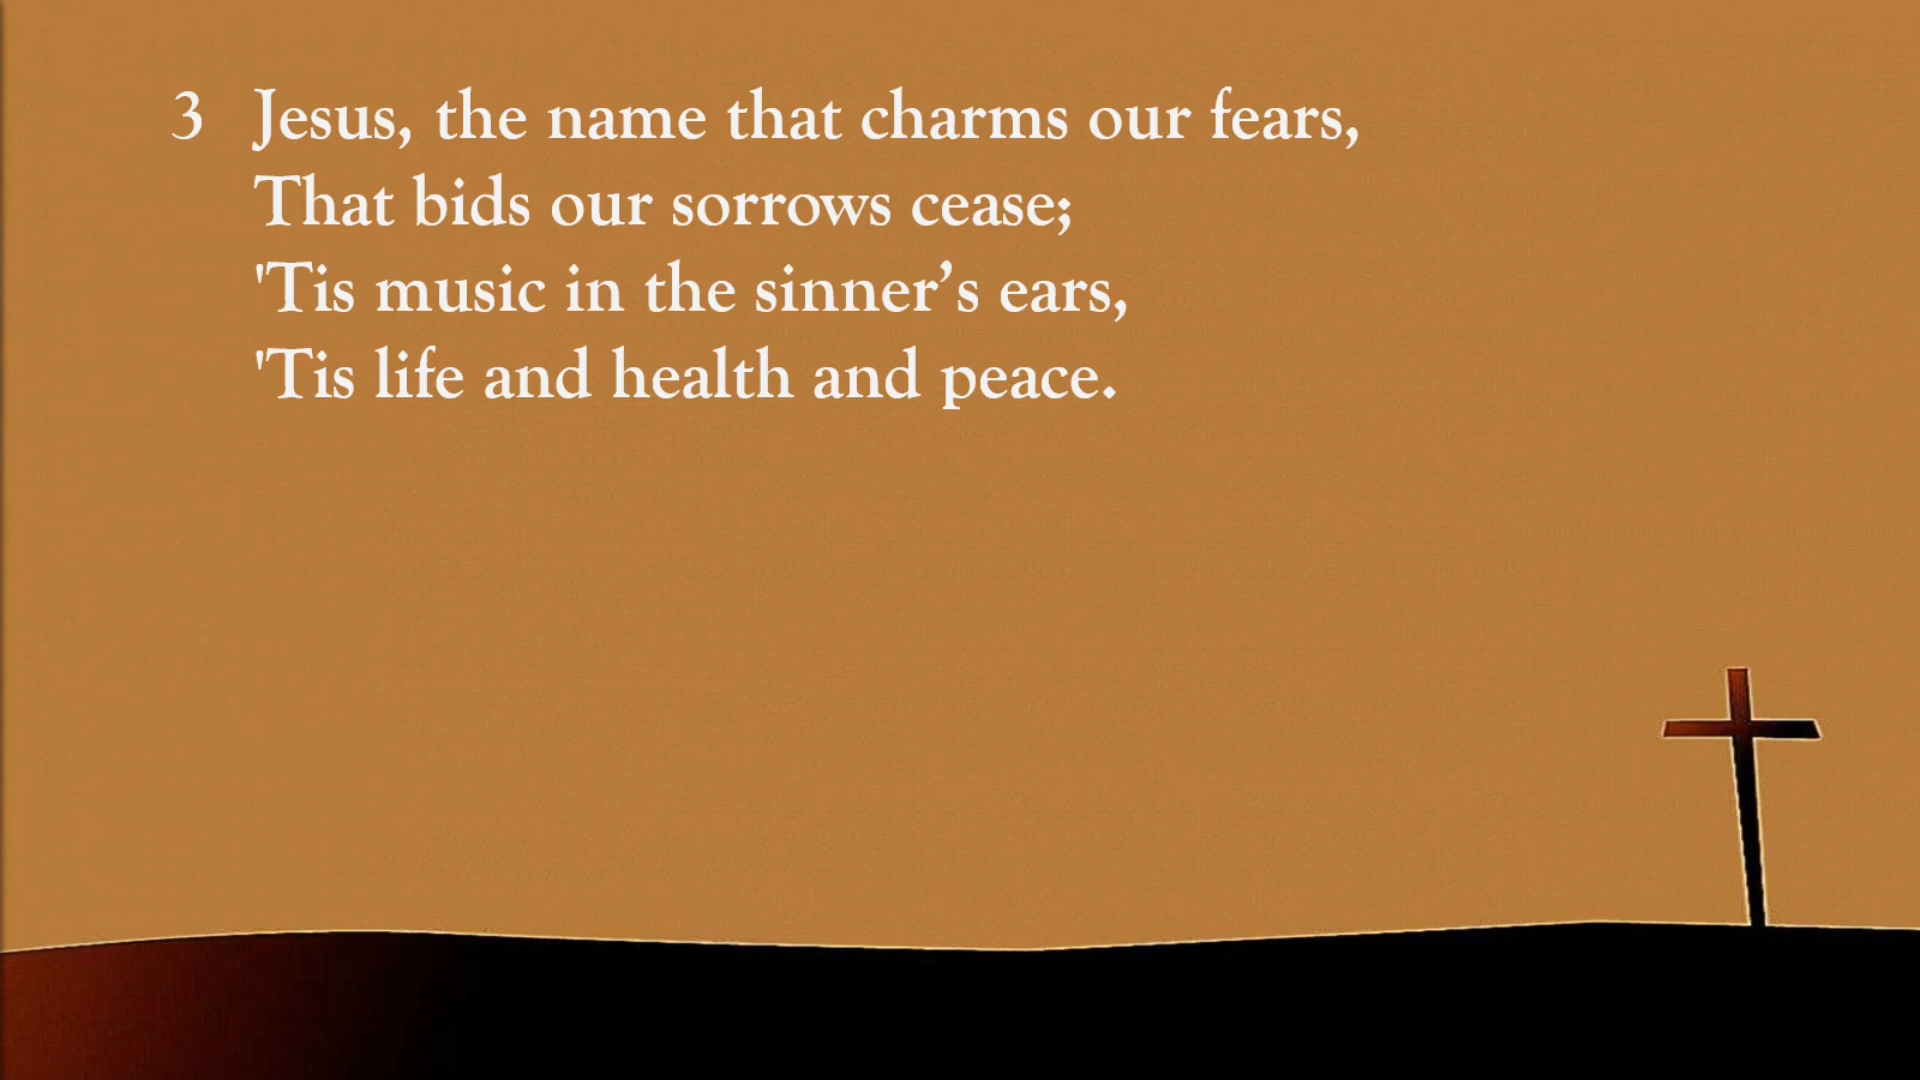 3 Jesus, the name that charms our fears,
That bids our sorrows cease;
'Tis music in the sinner’s ears,
'Tis life and health and peace.